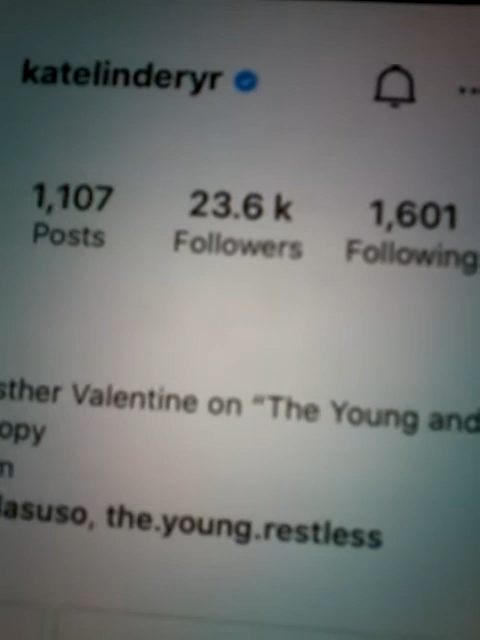 katelinderyr
1,107 23.6 k 1,601
Posts Followers Following
sther Valentine on “The Young and
opy
n
lasuso, the.young.restless